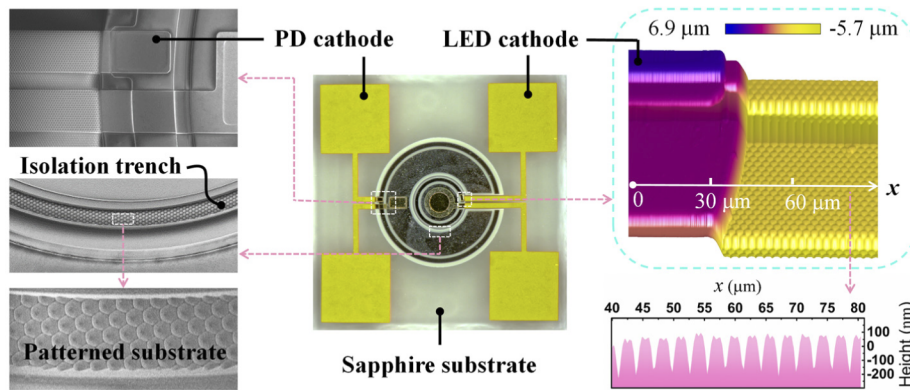 PD cathode
LED cathode
6.9 μm
-5.7 μm
Isolation trench
x
0
30 μm
60 μm
Patterned substrate
Sapphire substrate
x (μm)
40 45 50 55 60 65 70 75 80
100
0
-200
Height (nm)